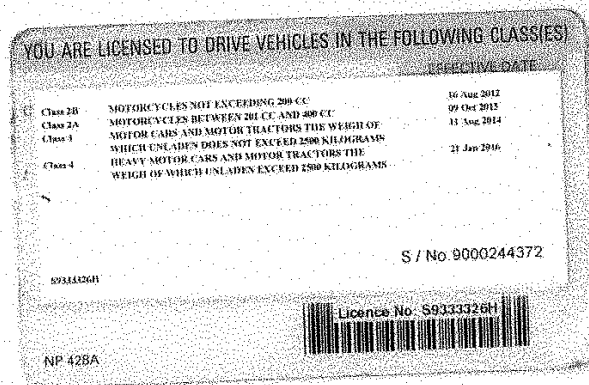 YOU ARE LICENSED TO DRIVE VEHICLES IN THE FOLLOWING CLASS(ES)
EFFECTIVE DATE
Class 2B MOTORCYCLES NOT EXCEEDING 200 CC 16 Aug 2012
Class 2A MOTORCYCLES BETWEEN 201 CC AND 400 CC 09 Oct 2013
Class 3 MOTOR CARS AND MOTOR TRACTORS THE WEIGH OF 13 Aug 2014
WHICH UNLADEN DOES NOT EXCEED 2500 KILOGRAMS
Class 4 HEAVY MOTOR CARS AND MOTOR TRACTORS THE 21 Jan 2016
WEIGH OF WHICH UNLADEN EXCEED 2500 KILOGRAMS
S / No.9000244372
S9333326H
Licence No: S9333326H
NP 428A